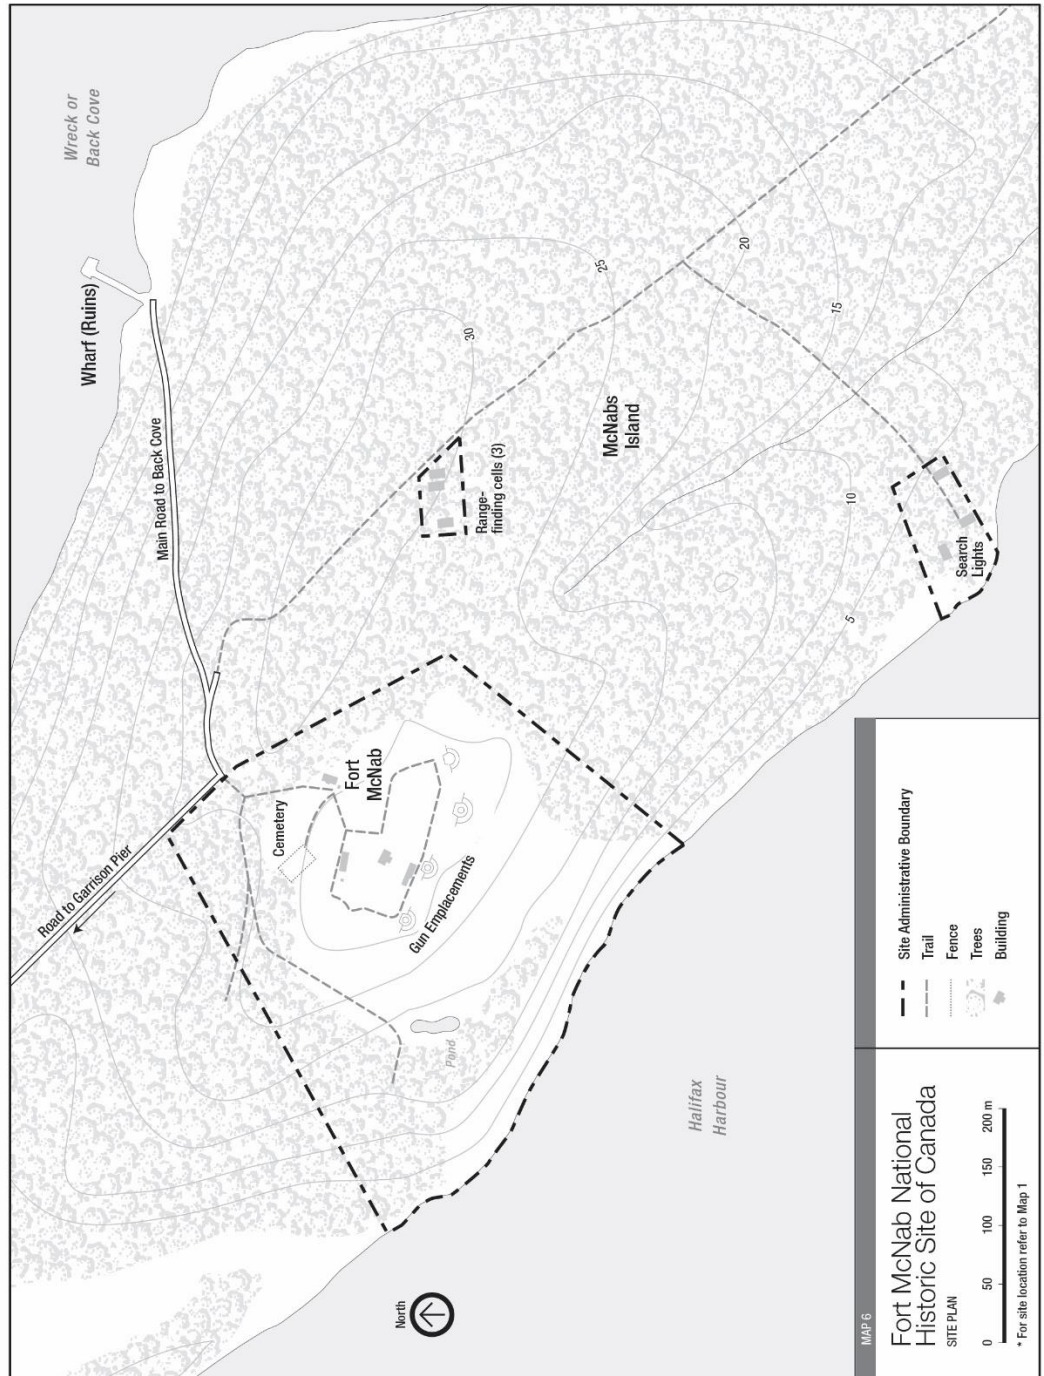 Wreck or
Back Cove
Wharf (Ruins)
Main Road to Back Cove
Road to Garrison Pier
Cemetery
Fort
McNab
Gun Emplacements
Pond
Range-
finding cells (3)
McNabs
Island
30
25
20
15
10
5
Search
Lights
Halifax
Harbour
North
MAP 6
Fort McNab National
Historic Site of Canada
SITE PLAN
0 50 100 150 200 m
* For site location refer to Map 1
Site Administrative Boundary
Trail
Fence
Trees
Building